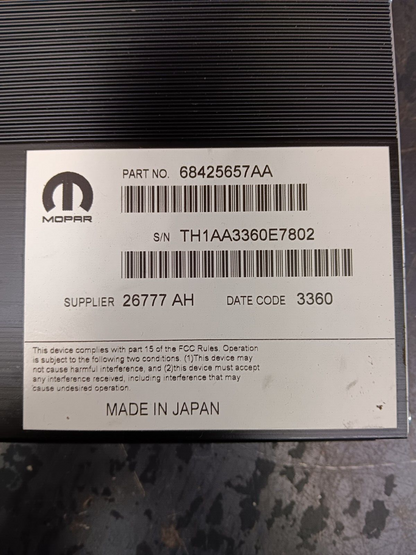 PART NO. 68425657AA
MOPAR
S/N TH1AA3360E7802
SUPPLIER 26777 AH DATE CODE 3360
This device complies with part 15 of the FCC Rules. Operation
is subject to the following two conditions. (1)This device may
not cause harmful interference, and (2)this device must accept
any interference received, including interference that may
cause undesired operation.
MADE IN JAPAN